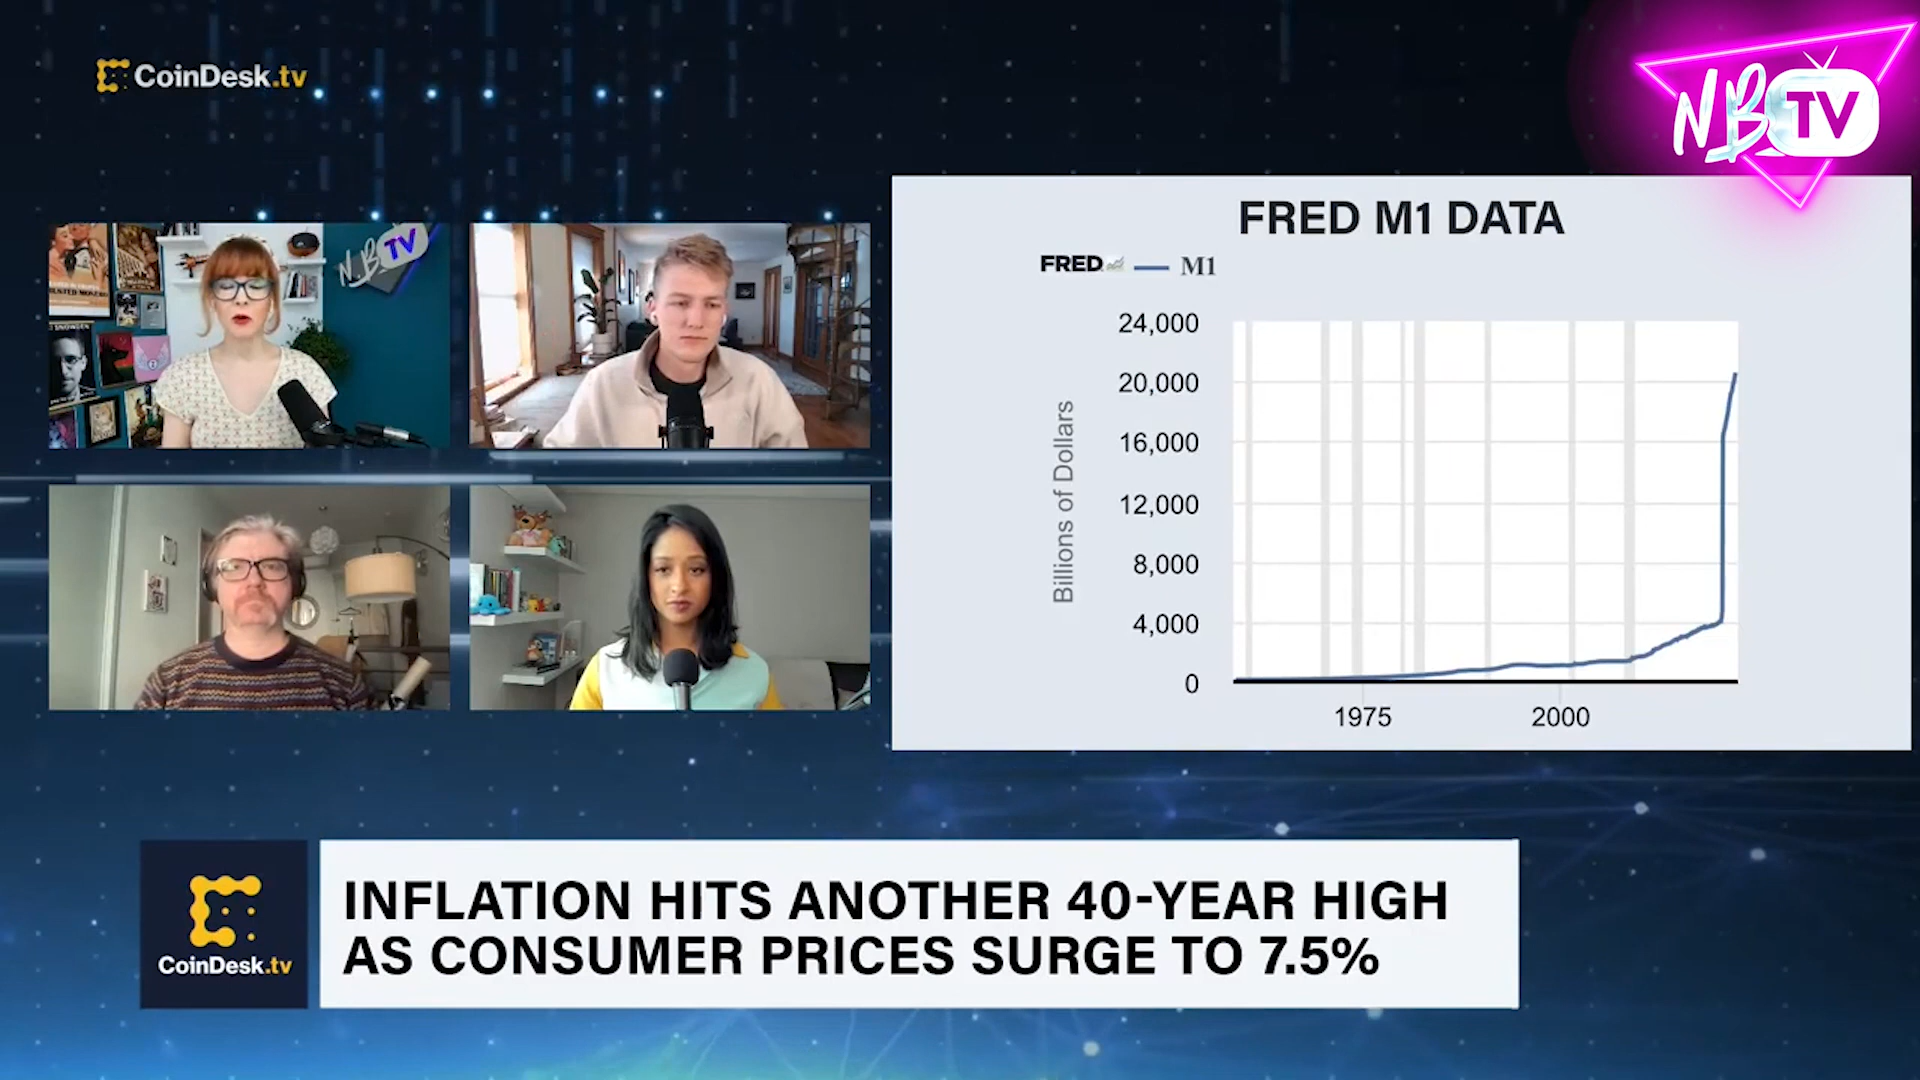 CoinDesk.tv
NBTV
N.B.TV
FRED M1 DATA
FRED M1
Billions of Dollars
24,000
20,000
16,000
12,000
8,000
4,000
0
1975
2000
INFLATION HITS ANOTHER 40-YEAR HIGH
AS CONSUMER PRICES SURGE TO 7.5%
CoinDesk.tv